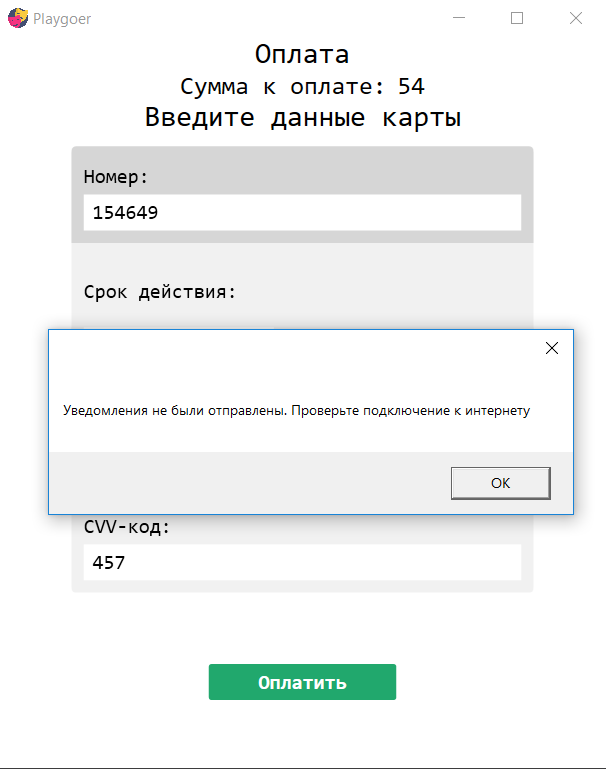 Playgoer
Оплата
Сумма к оплате: 54
Введите данные карты
Номер:
154649
Срок действия:
Уведомления не были отправлены. Проверьте подключение к интернету
OK
CVV-код:
457
Оплатить